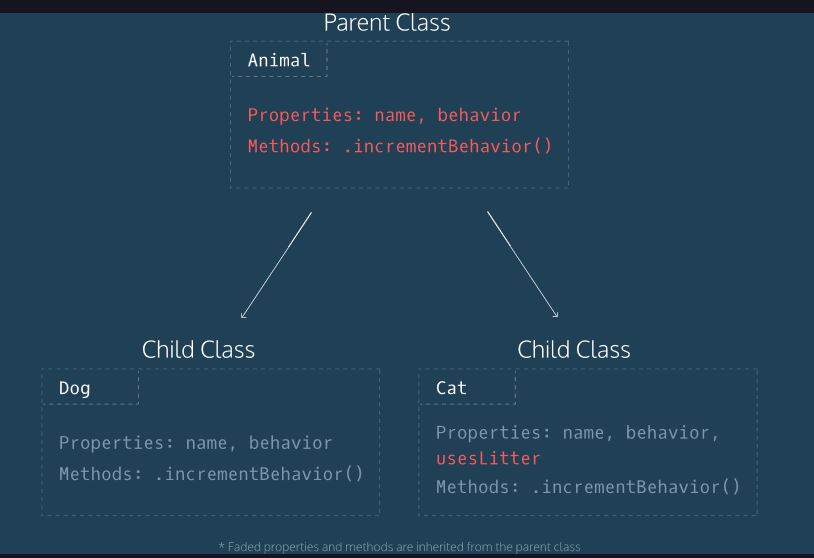 Parent Class
Animal
Properties: name, behavior
Methods: .incrementBehavior()
Child Class
Child Class
Dog
Cat
Properties: name, behavior
Methods: .incrementBehavior()
Properties: name, behavior,
usesLitter
Methods: .incrementBehavior()
* Faded properties and methods are inherited from the parent class